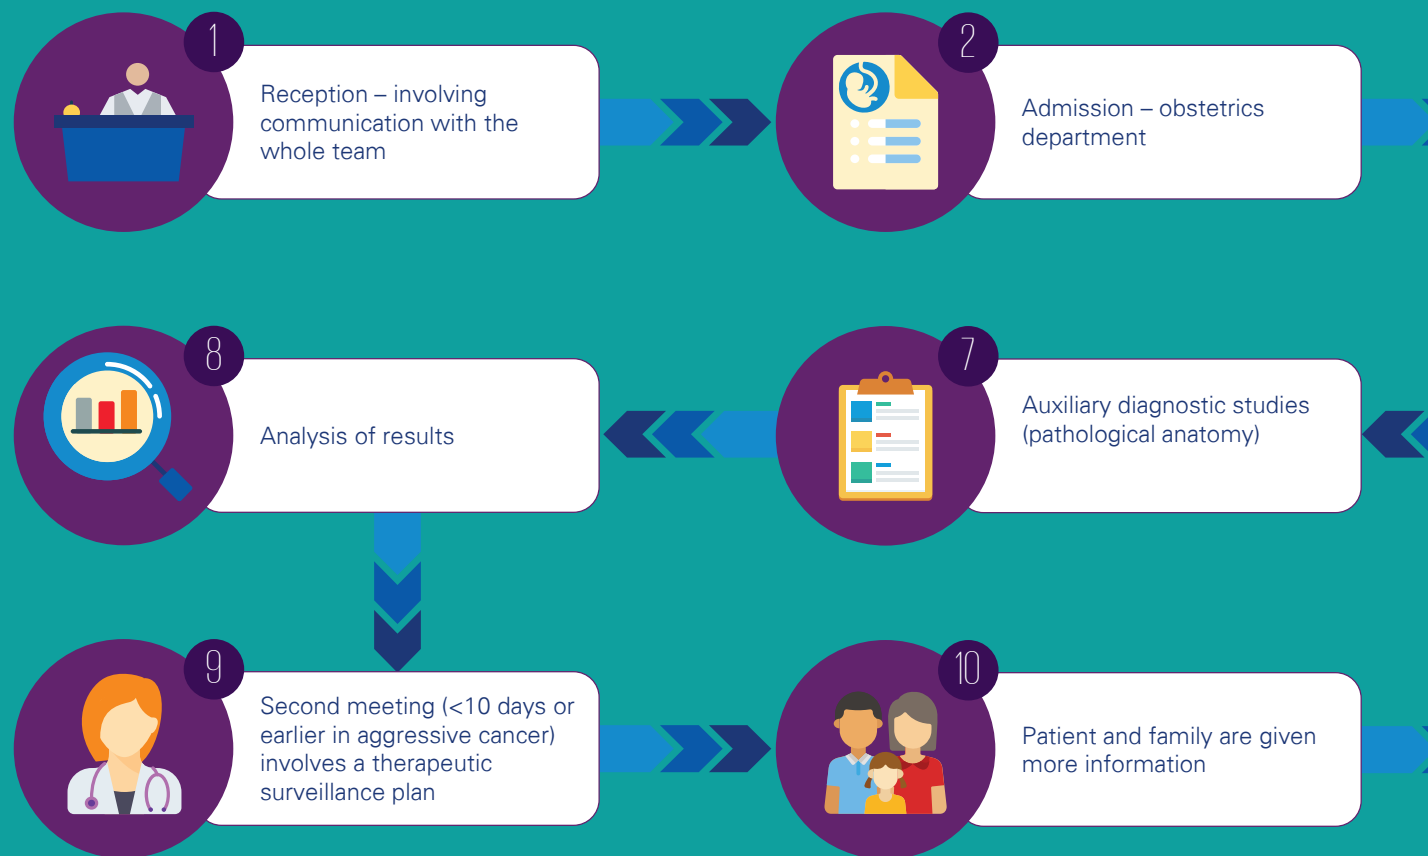 1
Reception – involving
communication with the
whole team
2
Admission – obstetrics
department
8
Analysis of results
7
Auxiliary diagnostic studies
(pathological anatomy)
9
Second meeting (<10 days or
earlier in aggressive cancer)
involves a therapeutic
surveillance plan
10
Patient and family are given
more information